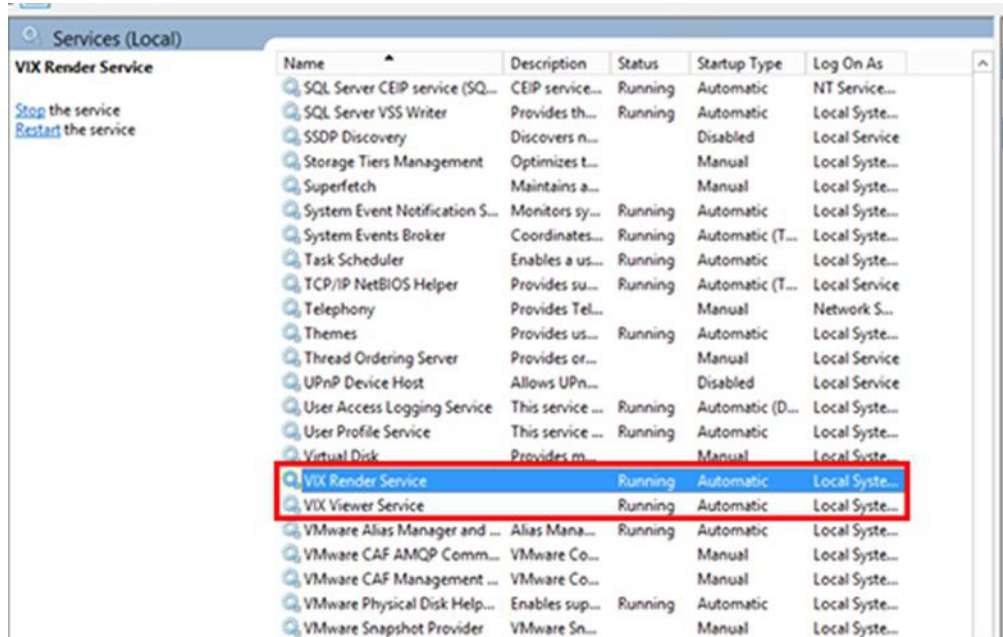 Services (Local)
VIX Render Service
Stop the service
Restart the service
Name Description Status Startup Type Log On As
SQL Server CEIP service (SQ... CEIP service... Running Automatic NT Service...
SQL Server VSS Writer Provides th... Running Automatic Local Syste...
SSDP Discovery Discovers n... Disabled Local Service
Storage Tiers Management Optimizes t... Manual Local Syste...
Superfetch Maintains a... Manual Local Syste...
System Event Notification S... Monitors sy... Running Automatic Local Syste...
System Events Broker Coordinates... Running Automatic (T... Local Syste...
Task Scheduler Enables a us... Running Automatic Local Syste...
TCP/IP NetBIOS Helper Provides su... Running Automatic (T... Local Service
Telephony Provides Tel... Manual Network S...
Themes Provides us... Running Automatic Local Syste...
Thread Ordering Server Provides or... Manual Local Service
UPnP Device Host Allows UPn... Disabled Local Service
User Access Logging Service This service ... Running Automatic (D... Local Syste...
User Profile Service This service ... Running Automatic Local Syste...
Virtual Disk Provides m... Manual Local Syste...
VIX Render Service Running Automatic Local Syste...
VIX Viewer Service Running Automatic Local Syste...
VMware Alias Manager and ... Alias Mana... Running Automatic Local Syste...
VMware CAF AMQP Comm... VMware Co... Manual Local Syste...
VMware CAF Management ... VMware Co... Manual Local Syste...
VMware Physical Disk Help... Enables sup... Running Automatic Local Syste...
VMware Snapshot Provider VMware Sn... Manual Local Syste...